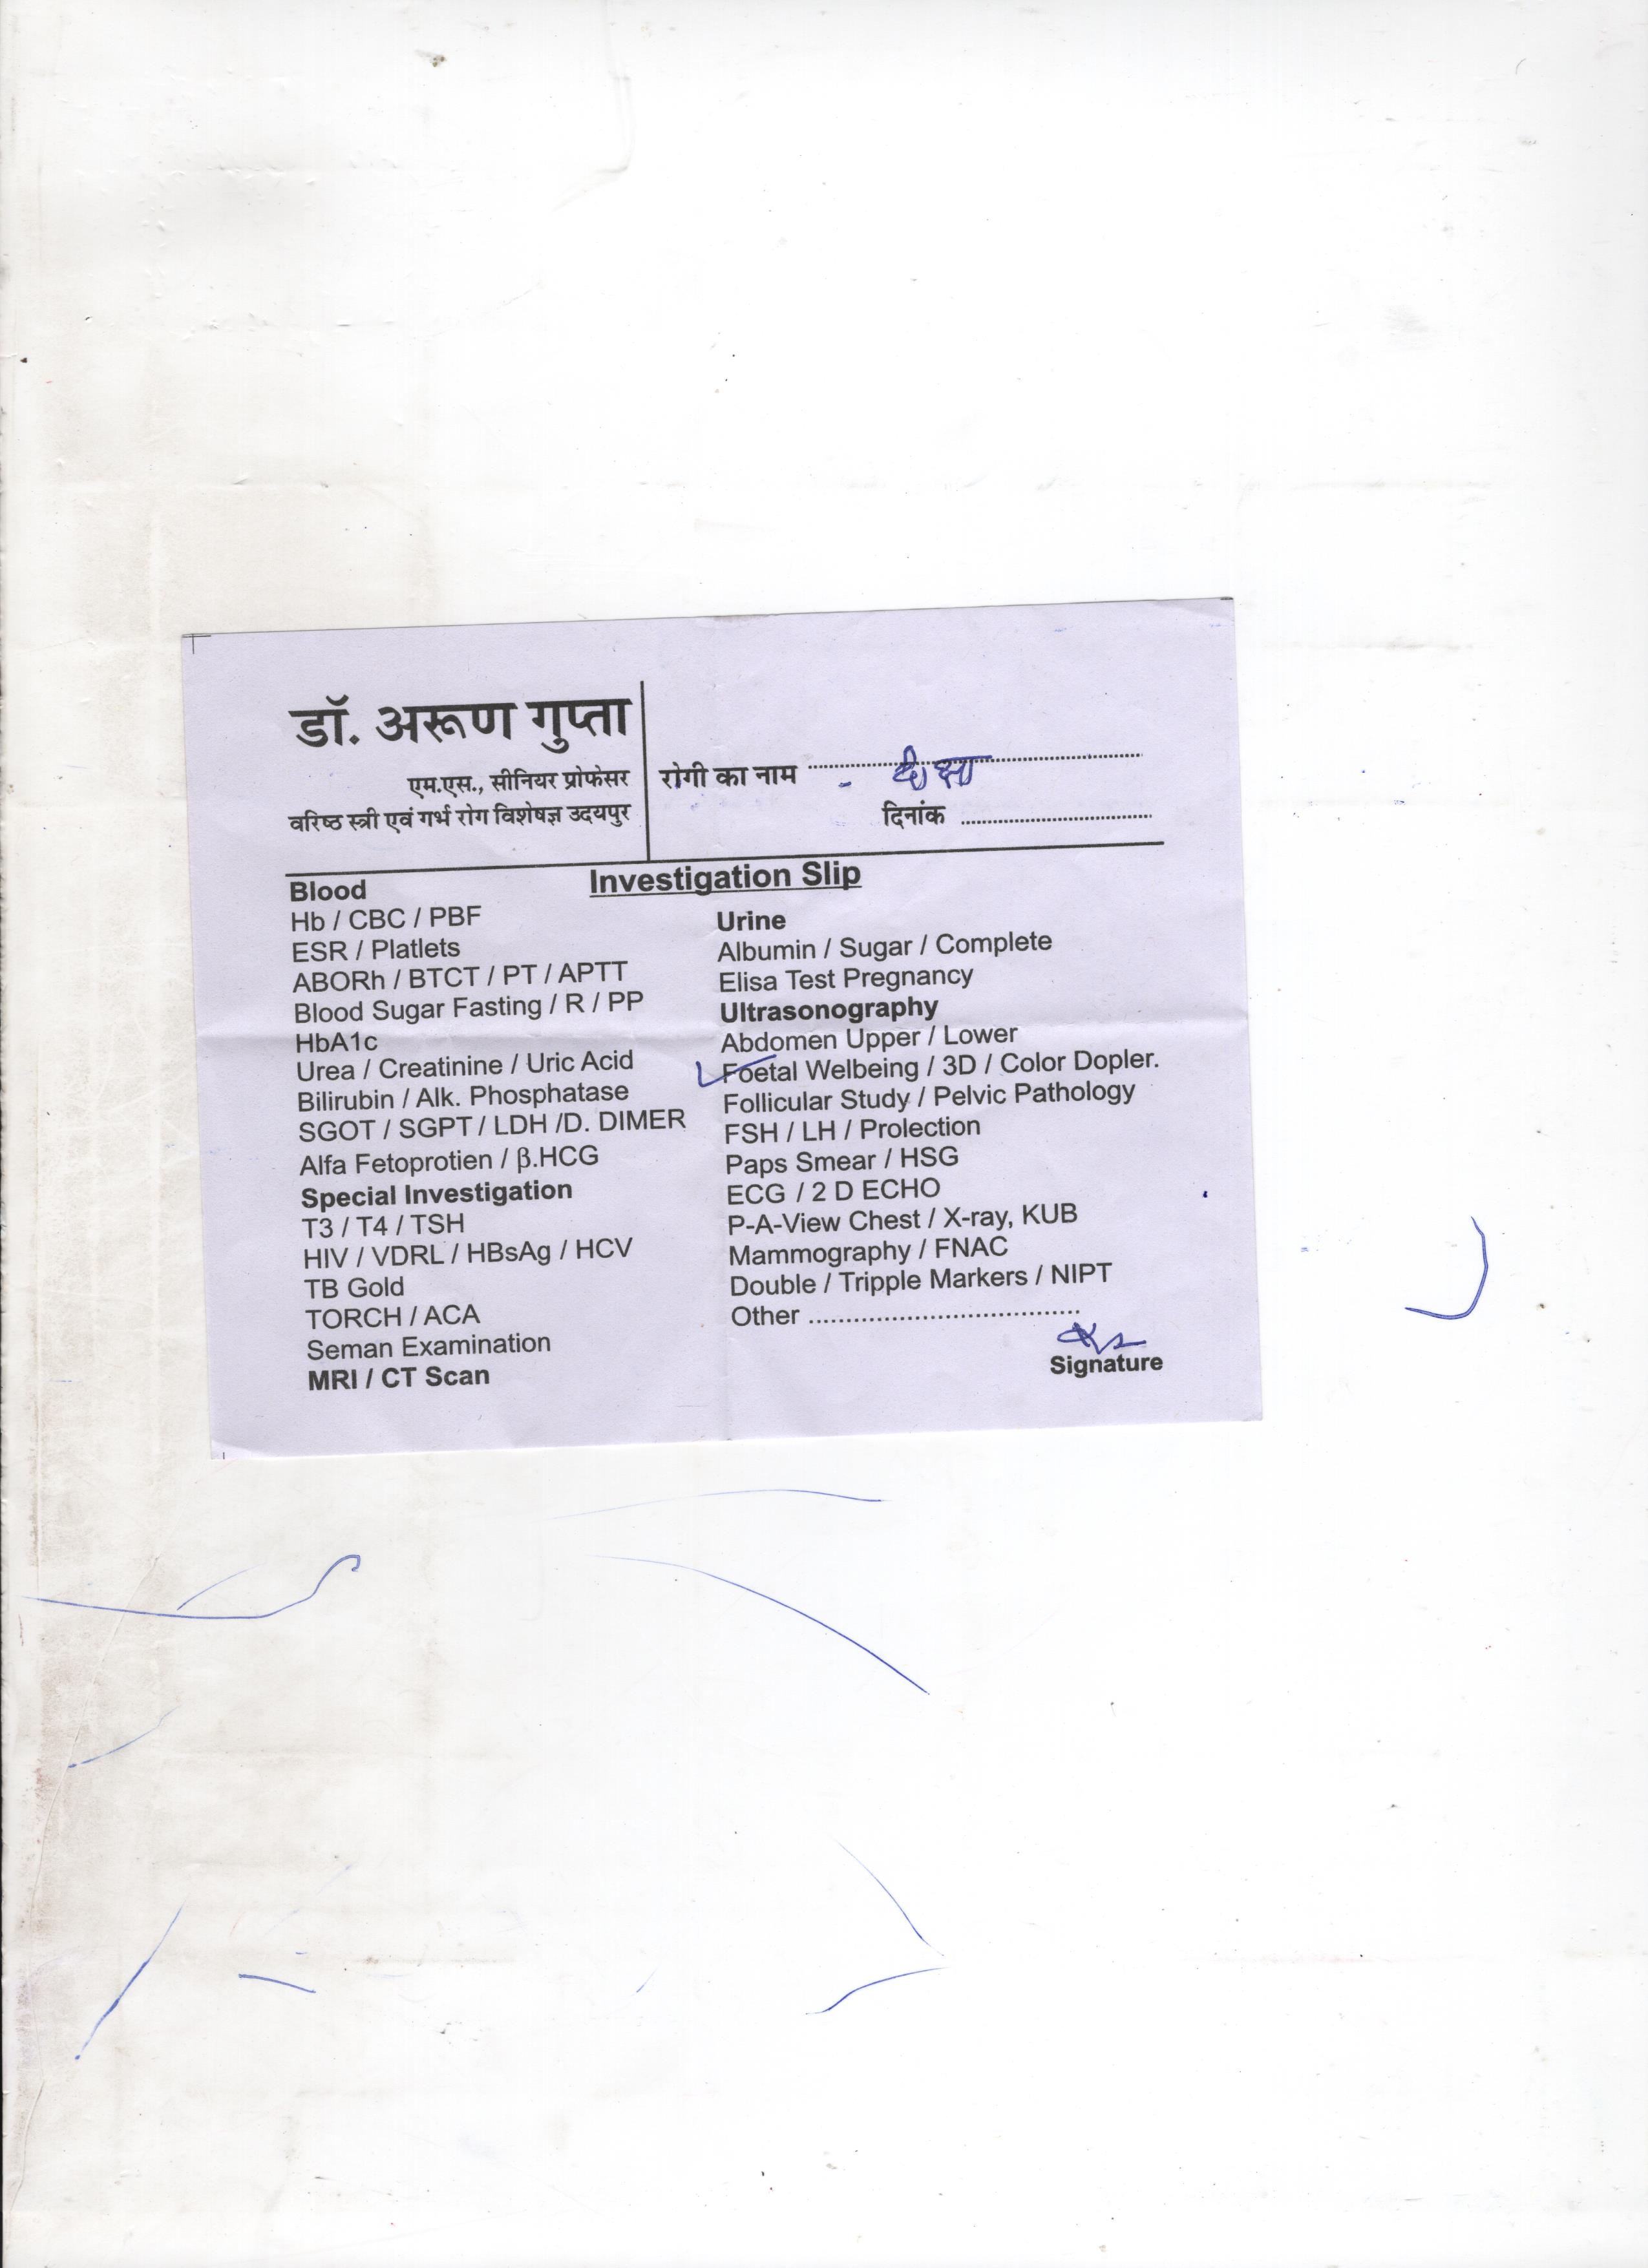 डॉ. अरूण गुप्ता
एम.एस., सीनियर प्रोफेसर
वरिष्ठ स्त्री एवं गर्भ रोग विशेषज्ञ उदयपुर
रोगी का नाम - दीक्षा
दिनांक
Investigation Slip
Blood
Hb / CBC / PBF
ESR / Platlets
ABORh / BTCT / PT / APTT
Blood Sugar Fasting / R / PP
HbA1c
Urea / Creatinine / Uric Acid
Bilirubin / Alk. Phosphatase
SGOT / SGPT / LDH /D. DIMER
Alfa Fetoprotien / β.HCG
Special Investigation
T3 / T4 / TSH
HIV / VDRL / HBsAg / HCV
TB Gold
TORCH / ACA
Seman Examination
MRI / CT Scan
Urine
Albumin / Sugar / Complete
Elisa Test Pregnancy
Ultrasonography
Abdomen Upper / Lower
Foetal Welbeing / 3D / Color Dopler.
Follicular Study / Pelvic Pathology
FSH / LH / Prolection
Paps Smear / HSG
ECG / 2 D ECHO
P-A-View Chest / X-ray, KUB
Mammography / FNAC
Double / Tripple Markers / NIPT
Other ....................................
Signature